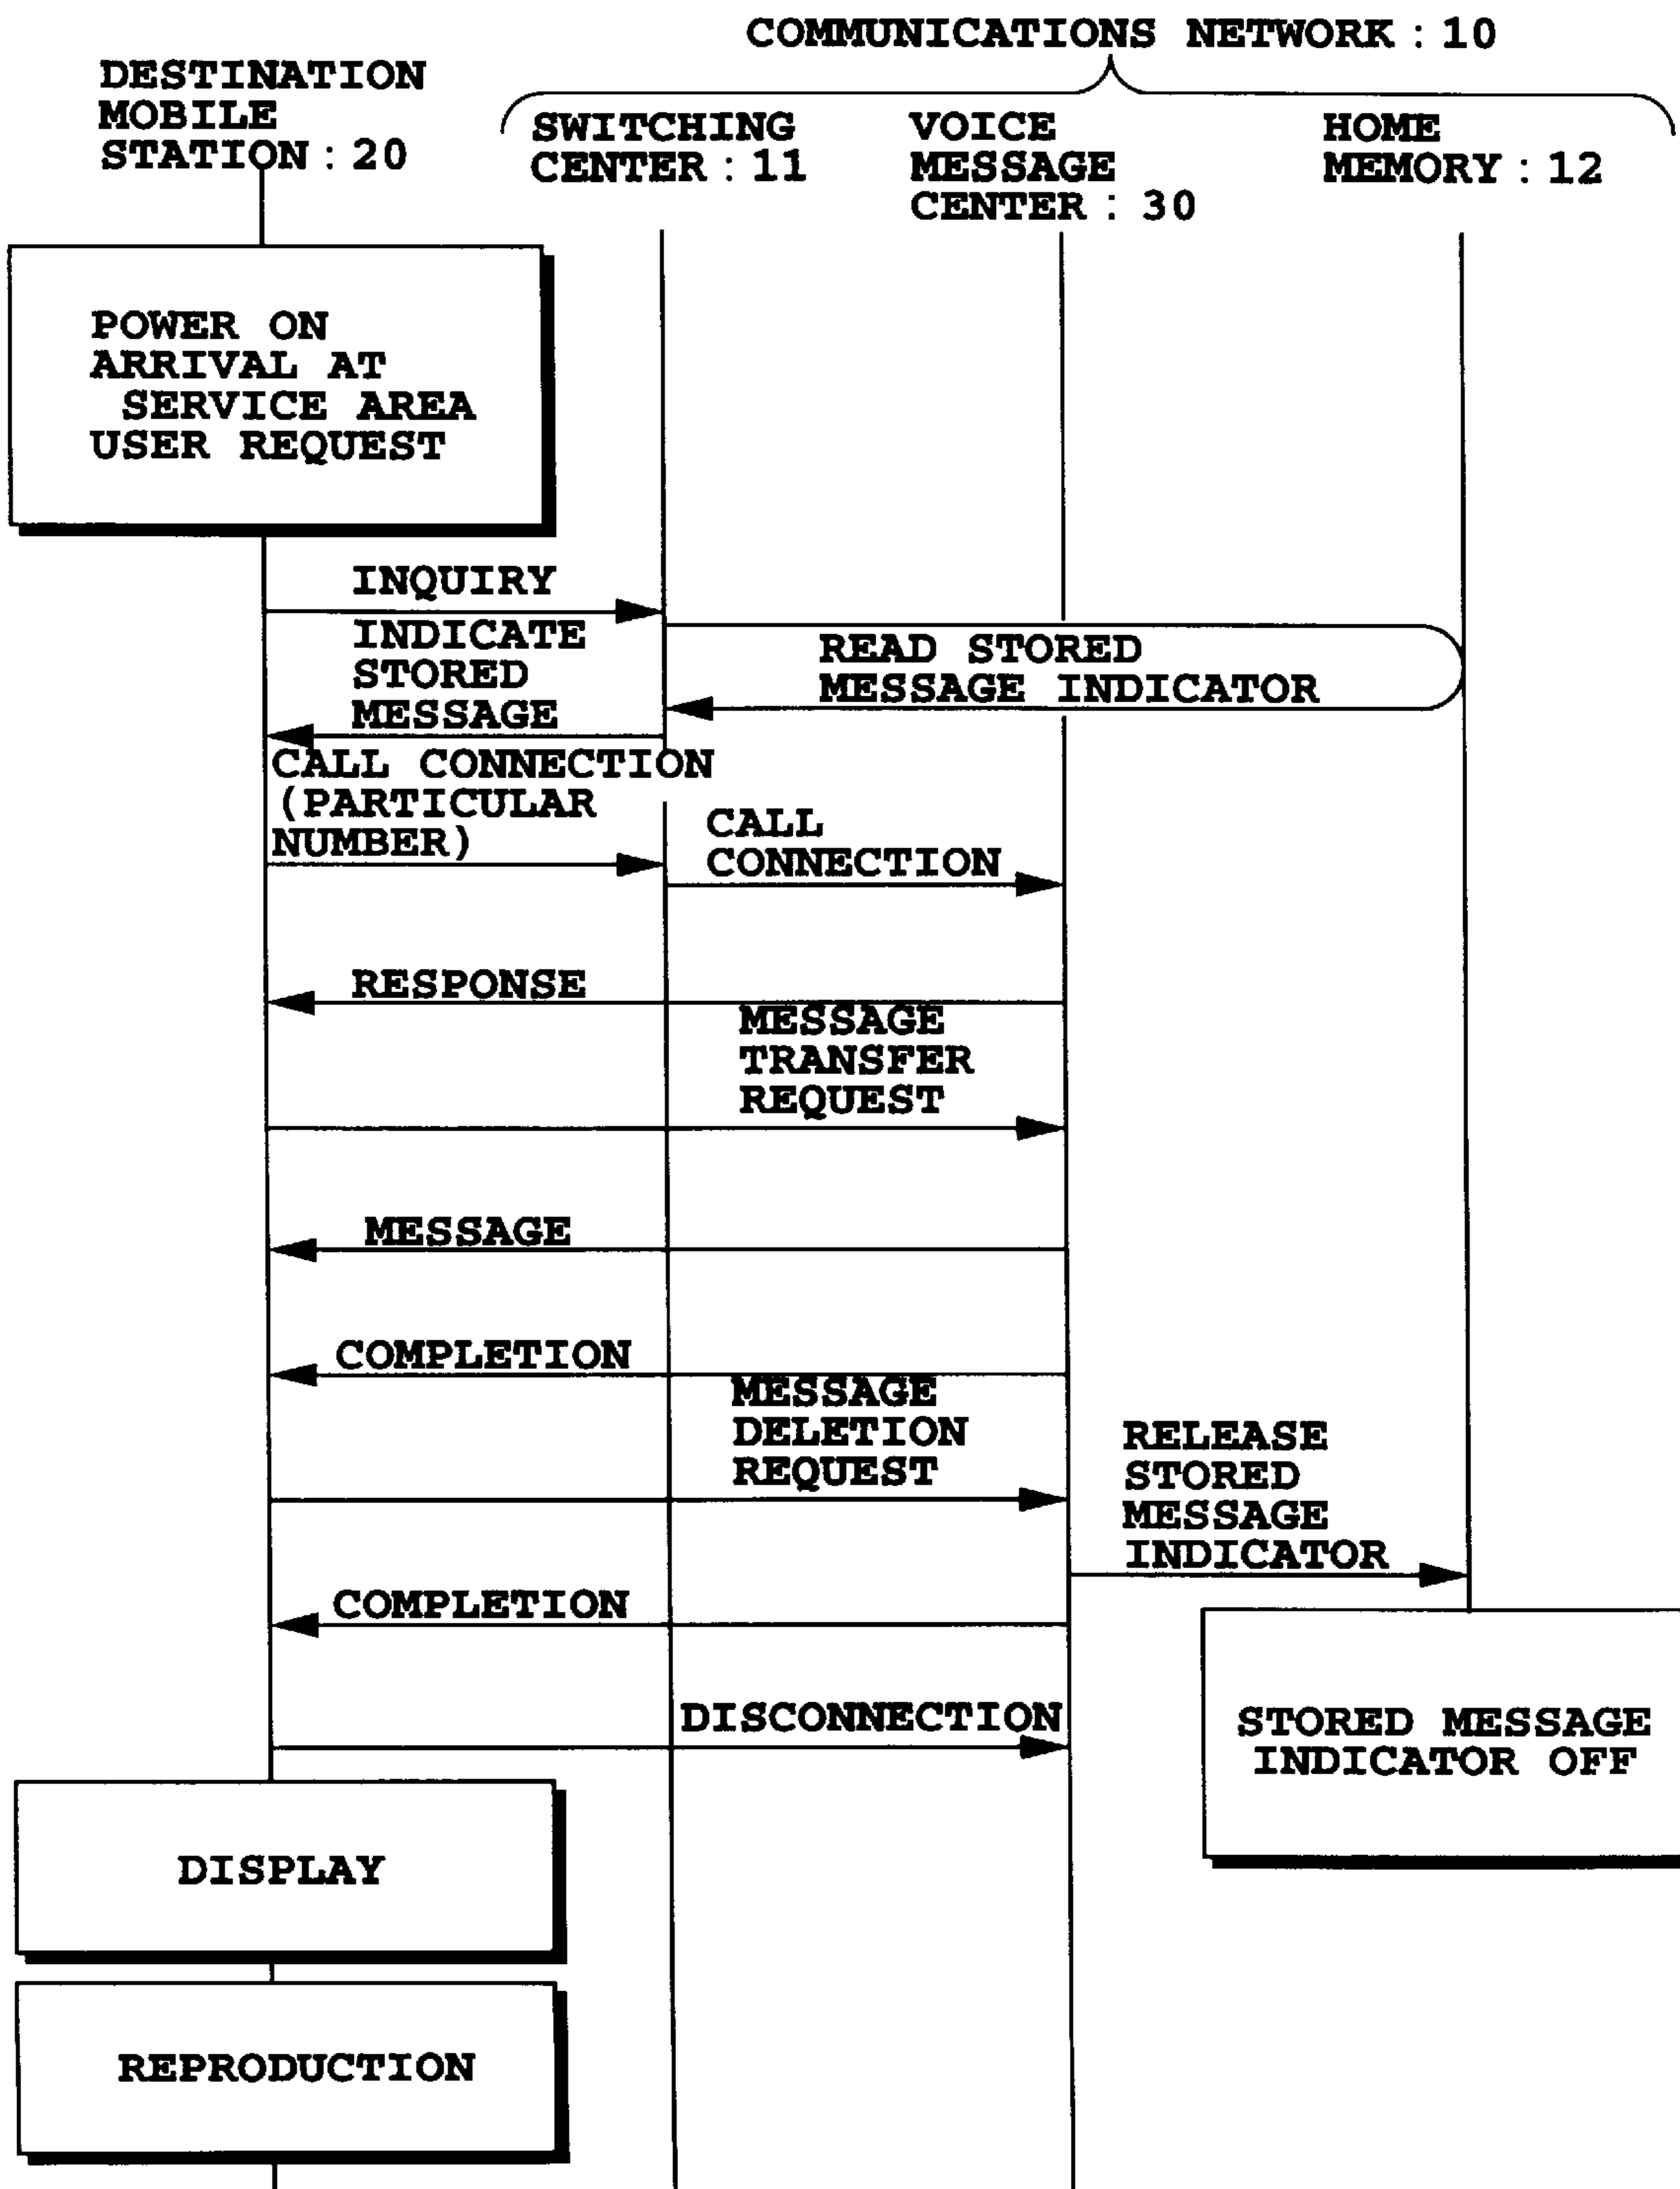 COMMUNICATIONS NETWORK : 10
DESTINATION
MOBILE
STATION : 20
SWITCHING
CENTER : 11
VOICE
MESSAGE
CENTER : 30
HOME
MEMORY : 12
POWER ON
ARRIVAL AT
SERVICE AREA
USER REQUEST
INQUIRY
INDICATE
STORED
MESSAGE
READ STORED
MESSAGE INDICATOR
CALL CONNECTION
(PARTICULAR
NUMBER)
CALL
CONNECTION
RESPONSE
MESSAGE
TRANSFER
REQUEST
MESSAGE
COMPLETION
MESSAGE
DELETION
REQUEST
RELEASE
STORED
MESSAGE
INDICATOR
COMPLETION
DISCONNECTION
STORED MESSAGE
INDICATOR OFF
DISPLAY
REPRODUCTION